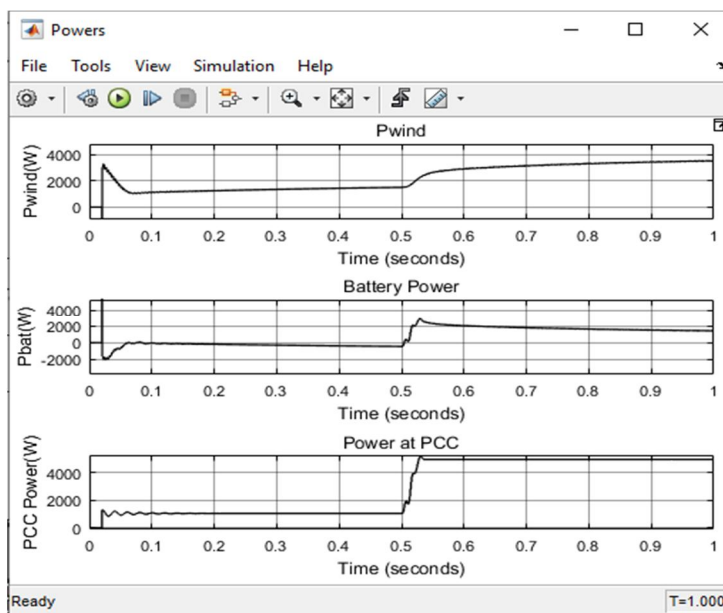 Powers
File Tools View Simulation Help
Pwind
Pwind(W)
4000
2000
0
0 0.1 0.2 0.3 0.4 0.5 0.6 0.7 0.8 0.9 1
Time (seconds)
Battery Power
Pbat(W)
4000
2000
0
-2000
0 0.1 0.2 0.3 0.4 0.5 0.6 0.7 0.8 0.9 1
Time (seconds)
Power at PCC
PCC Power(W)
4000
2000
0
0 0.1 0.2 0.3 0.4 0.5 0.6 0.7 0.8 0.9 1
Time (seconds)
Ready T=1.000